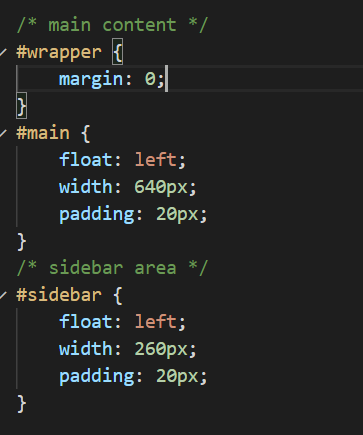 /* main content */
#wrapper {
margin: 0;
}
#main {
float: left;
width: 640px;
padding: 20px;
}
/* sidebar area */
#sidebar {
float: left;
width: 260px;
padding: 20px;
}